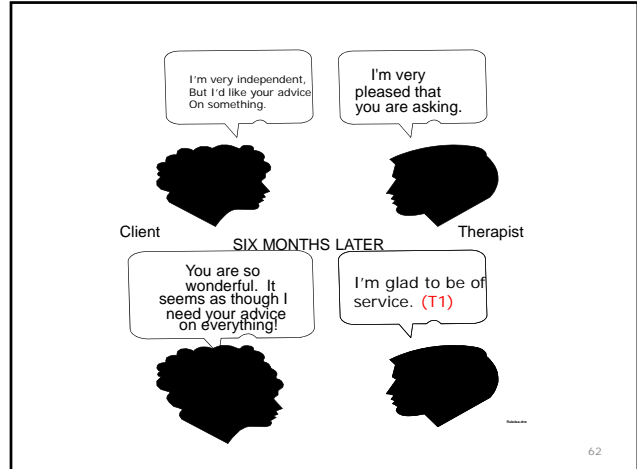 I'm very independent,
But I'd like your advice
On something.
I'm very
pleased that
you are asking.
Client
Therapist
SIX MONTHS LATER
You are so
wonderful. It
seems as though I
need your advice
on everything!
I'm glad to be of
service. (T1)
62